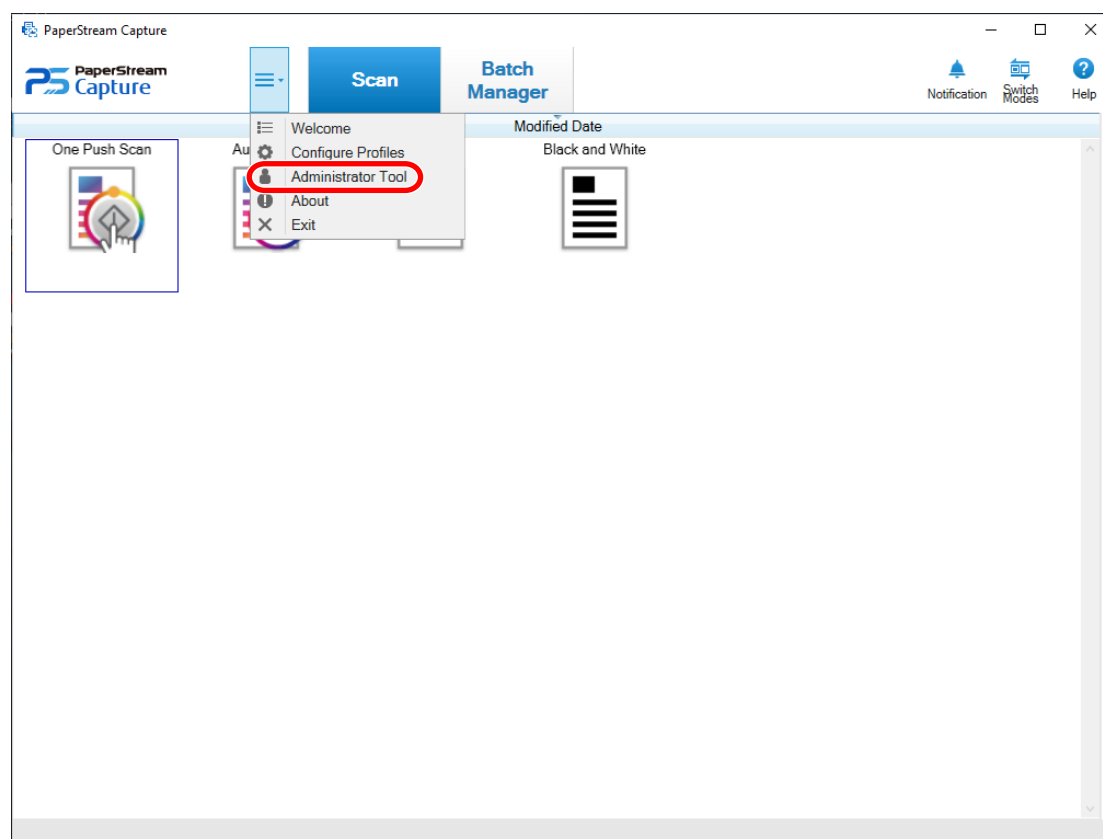 PaperStream Capture
PaperStream
Capture
Scan
Batch
Manager
Notification
Switch
Modes
Help
Modified Date
Welcome
Configure Profiles
Administrator Tool
About
Exit
One Push Scan
Au
Black and White